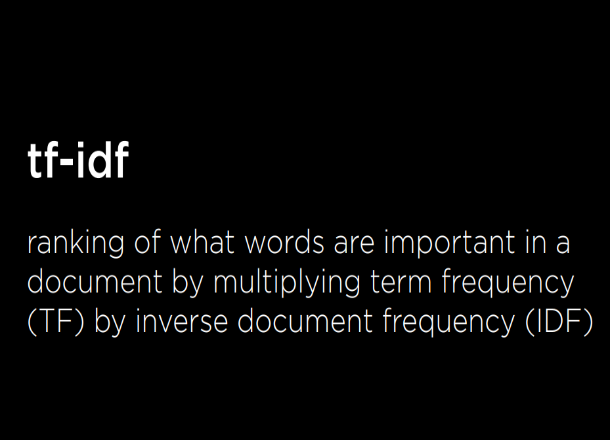 tf-idf
ranking of what words are important in a
document by multiplying term frequency
(TF) by inverse document frequency (IDF)